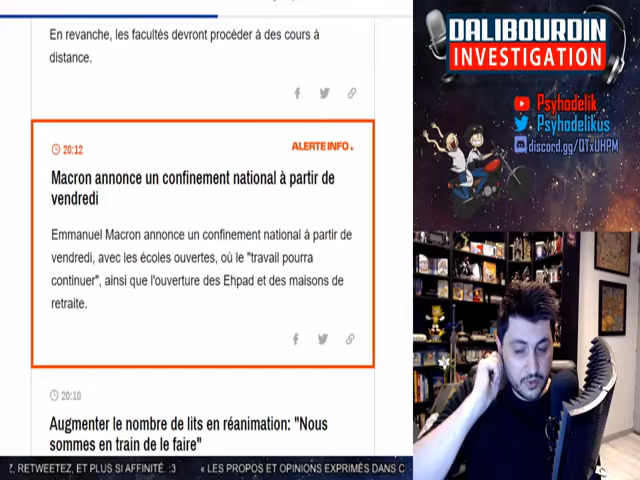 En revanche, les facultés devront procéder à des cours à
distance.
20:12
ALERTE INFO.
Macron annonce un confinement national à partir de
vendredi
Emmanuel Macron annonce un confinement national à partir de
vendredi, avec les écoles ouvertes, où le "travail pourra
continuer", ainsi que l'ouverture des Ehpad et des maisons de
retraite.
20:10
Augmenter le nombre de lits en réanimation: "Nous
sommes en train de le faire"
DALIBOURDIN
INVESTIGATION
Psyhodelik
Psyhodelikus
discord.gg/QTxUHPM
Z, RETWEETEZ, ET PLUS SI AFFINITÉ. :3 « LES PROPOS ET OPINIONS EXPRIMÉS DANS C